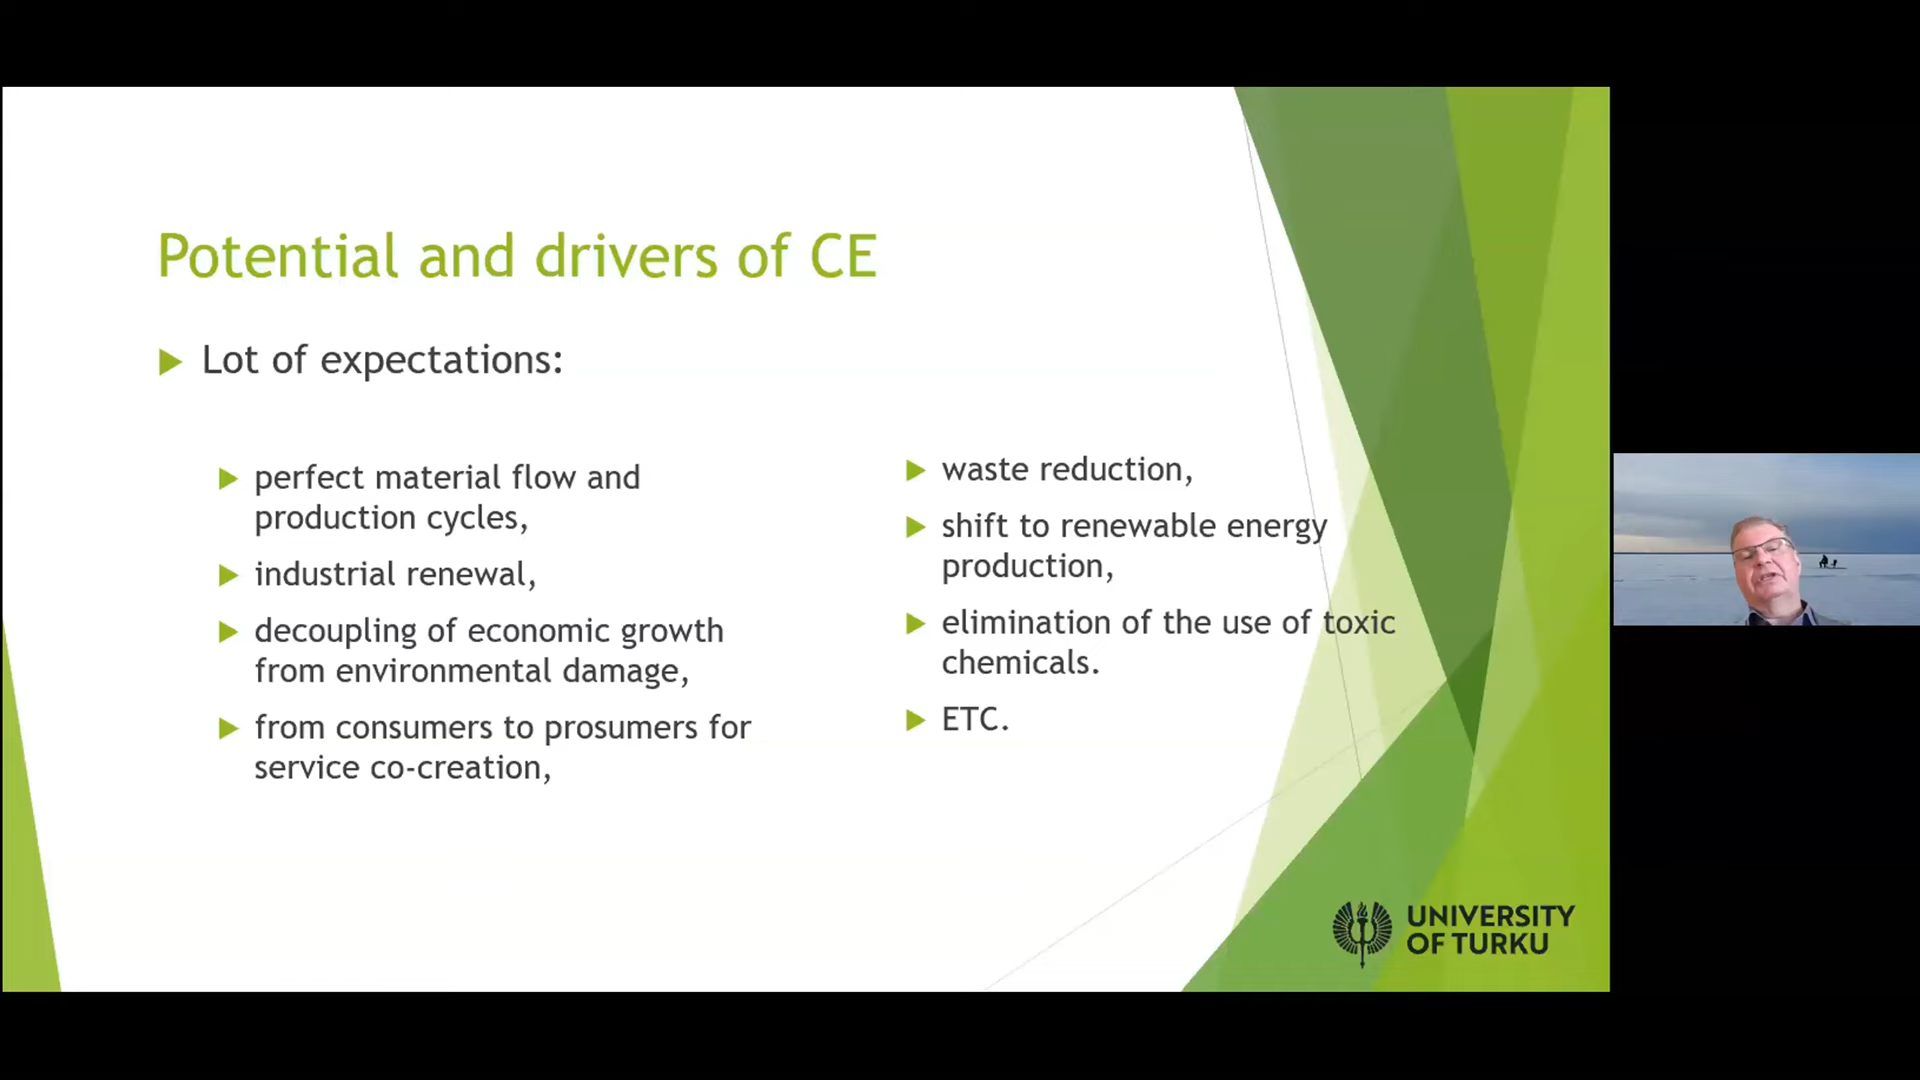 Potential and drivers of CE
Lot of expectations:
perfect material flow and
production cycles,
industrial renewal,
decoupling of economic growth
from environmental damage,
from consumers to prosumers for
service co-creation,
waste reduction,
shift to renewable energy
production,
elimination of the use of toxic
chemicals.
ETC.
UNIVERSITY
OF TURKU